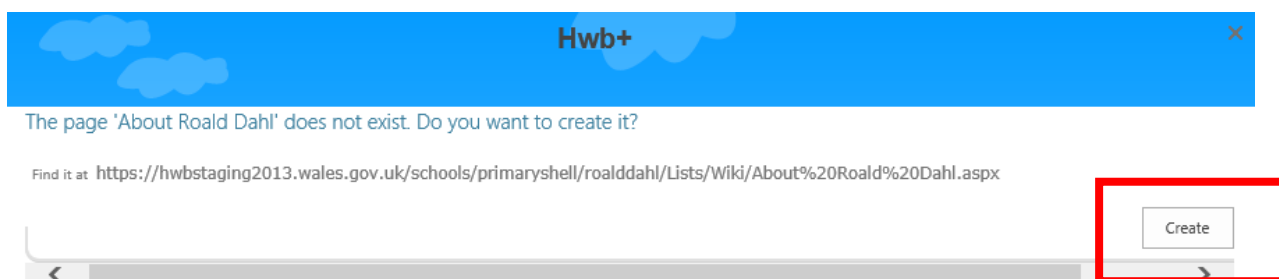 Hwb+
The page 'About Roald Dahl' does not exist. Do you want to create it?
Find it at https://hwbstaging2013.wales.gov.uk/schools/primaryshell/roalddahl/Lists/Wiki/About%20Roald%20Dahl.aspx
Create